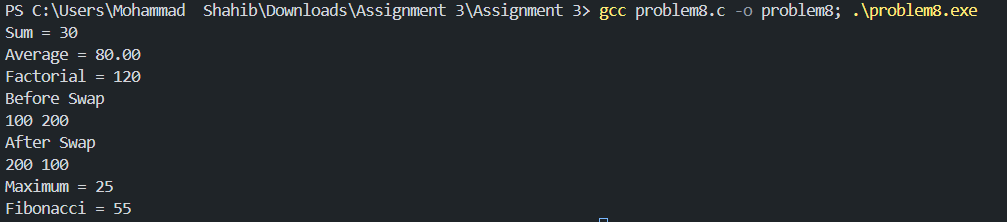 PS C:\Users\Mohammad  Shahib\Downloads\Assignment 3\Assignment 3> gcc problem8.c -o problem8; .\problem8.exe
Sum = 30
Average = 80.00
Factorial = 120
Before Swap
100 200
After Swap
200 100
Maximum = 25
Fibonacci = 55